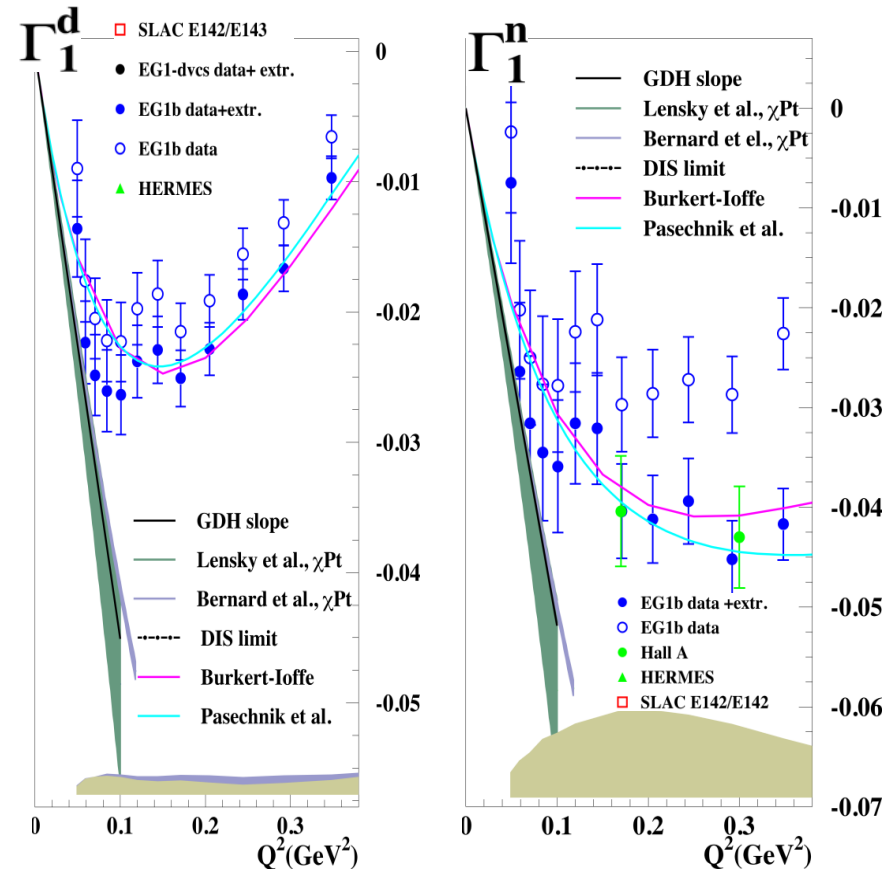 Γ₁ᵈ
SLAC E142/E143
EG1-dvcs data+ extr.
EG1b data+extr.
EG1b data
HERMES
GDH slope
Lensky et al., χPt
Bernard et al., χPt
DIS limit
Burkert-Ioffe
Pasechnik et al.
0
-0.01
-0.02
-0.03
-0.04
-0.05
0
0.1
0.2
0.3
Q²(GeV²)
Γ₁ⁿ
GDH slope
Lensky et al., χPt
Bernard et el., χPt
DIS limit
Burkert-Ioffe
Pasechnik et al.
EG1b data +extr.
EG1b data
Hall A
HERMES
SLAC E142/E142
0
-0.01
-0.02
-0.03
-0.04
-0.05
-0.06
-0.07
0
0.1
0.2
0.3
Q²(GeV²)